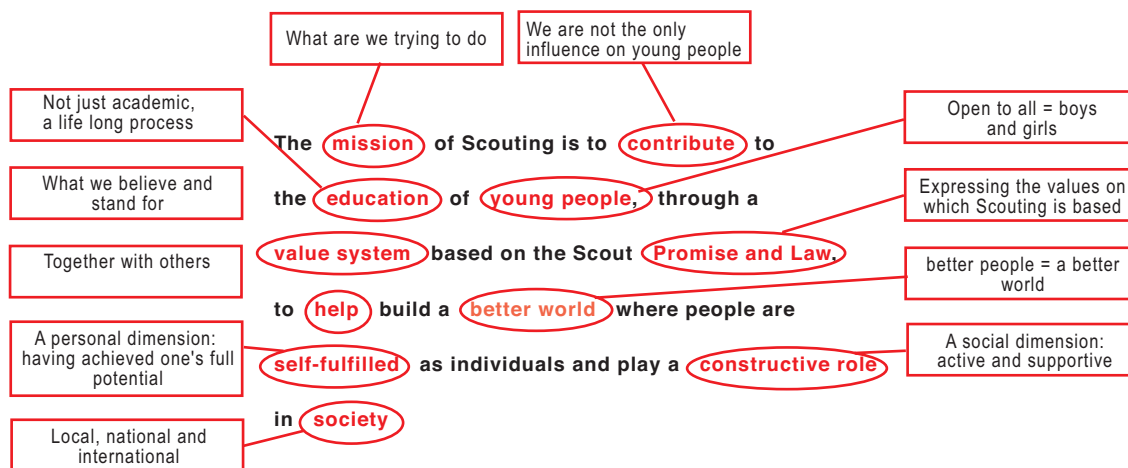 What are we trying to do
We are not the only
influence on young people
Not just academic,
a life long process
Open to all = boys
and girls
The mission of Scouting is to contribute to
What we believe and
stand for
the education of young people, through a
Expressing the values on
which Scouting is based
value system based on the Scout Promise and Law,
Together with others
better people = a better
world
to help build a better world where people are
A personal dimension:
having achieved one's full
potential
self-fulfilled as individuals and play a constructive role
A social dimension:
active and supportive
in society
Local, national and
international